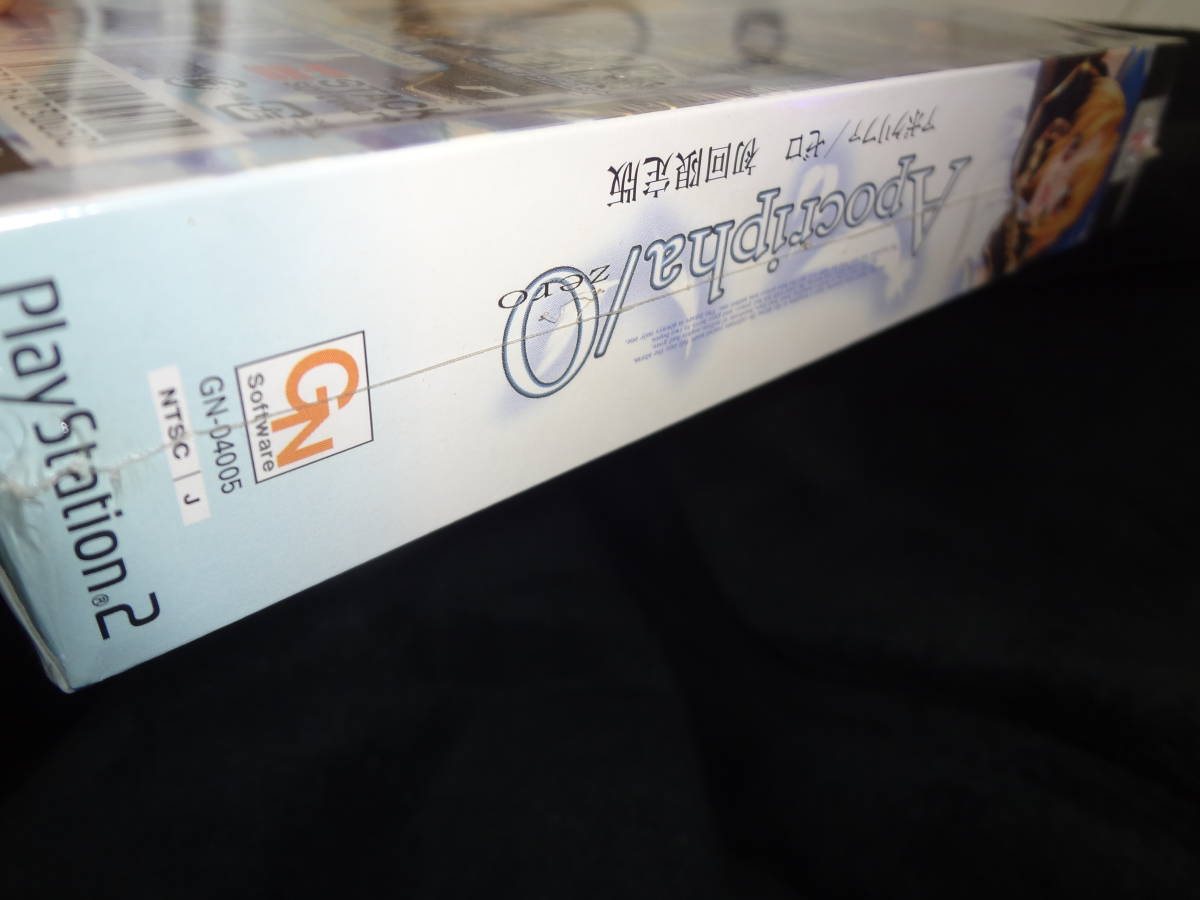 アポクリファ/ゼロ 初回限定版
Apocripha/0
zero
GN
Software
GN-04005
NTSC J
PlayStation®2